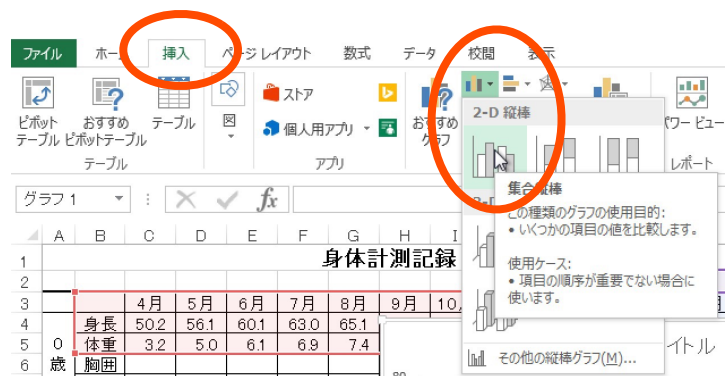 ファイル ホーム 挿入 ページ レイアウト 数式 データ 校閲 表示
ピボット
テーブル
おすすめ
ピボットテーブル
テーブル
テーブル
ストア
個人用アプリ
アプリ
おすすめ
グラフ
パワー ビュー
レポート
2-D 縦棒
集合縦棒
この種類のグラフの使用目的:
• いくつかの項目の値を比較します。
使用ケース:
• 項目の順序が重要でない場合に
使います。
その他の縦棒グラフ(M)...
グラフ 1 fx
A B C D E F G H I
1 身体計測記録
2
3 4月 5月 6月 7月 8月 9月 10
4 身長 50.2 56.1 60.1 63.0 65.1
5 0 体重 3.2 5.0 6.1 6.9 7.4
6 歳 胸囲
イトル